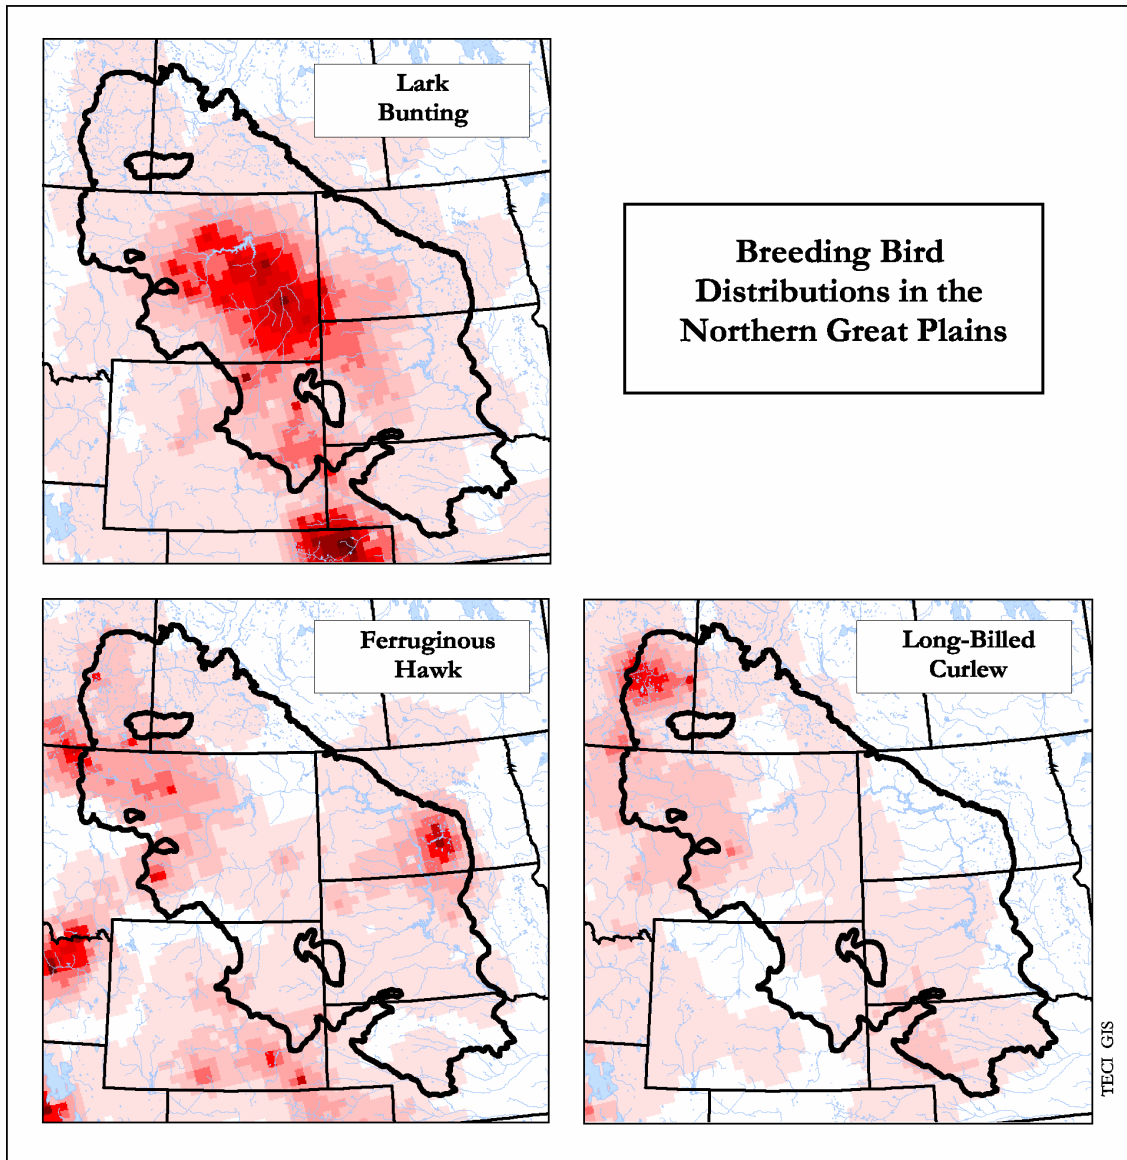 Lark
Bunting
Breeding Bird
Distributions in the
Northern Great Plains
Ferruginous
Hawk
Long-Billed
Curlew
TECI GIS